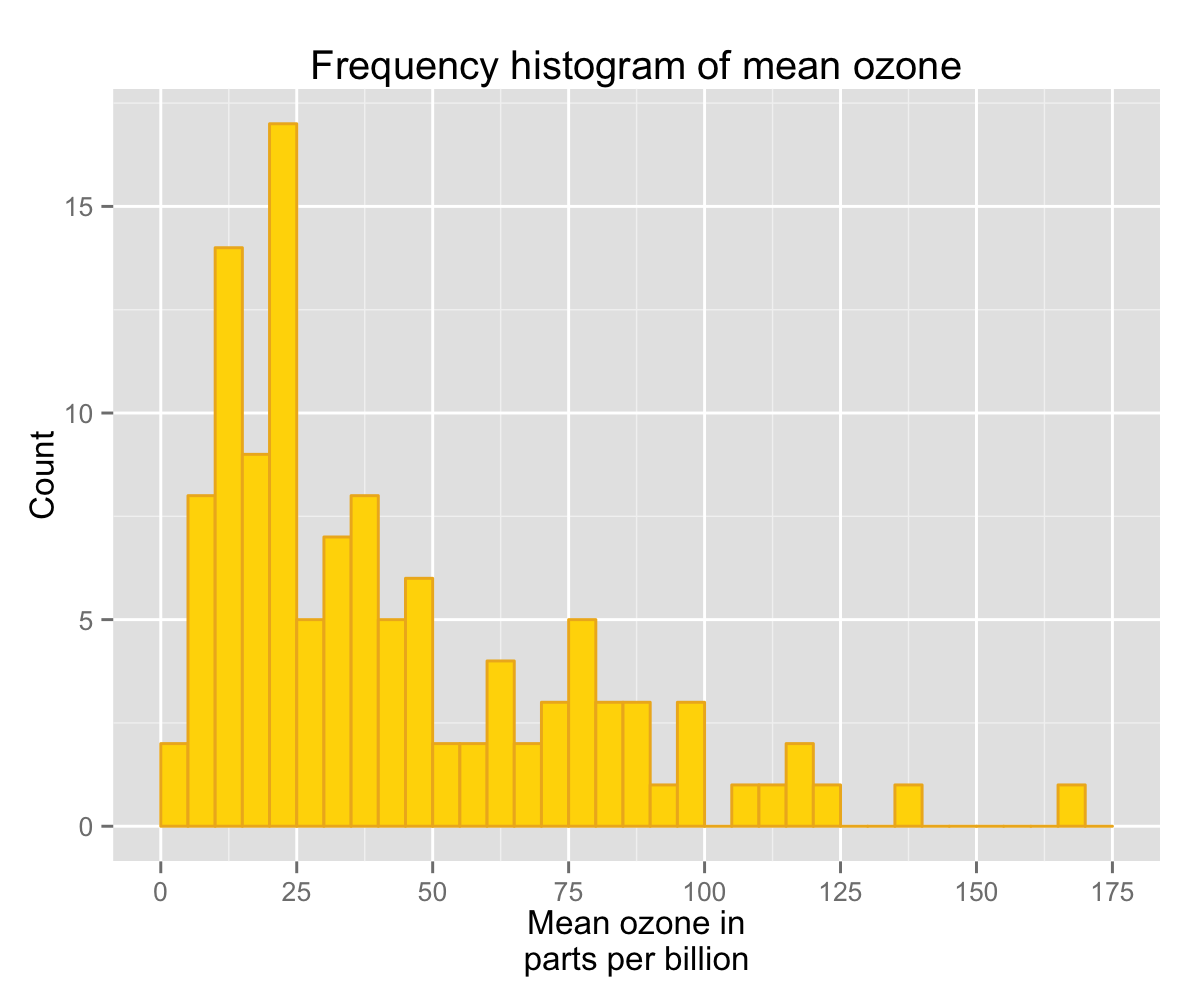 Frequency histogram of mean ozone
Count
15
10
5
0
0 25 50 75 100 125 150 175
Mean ozone in
parts per billion